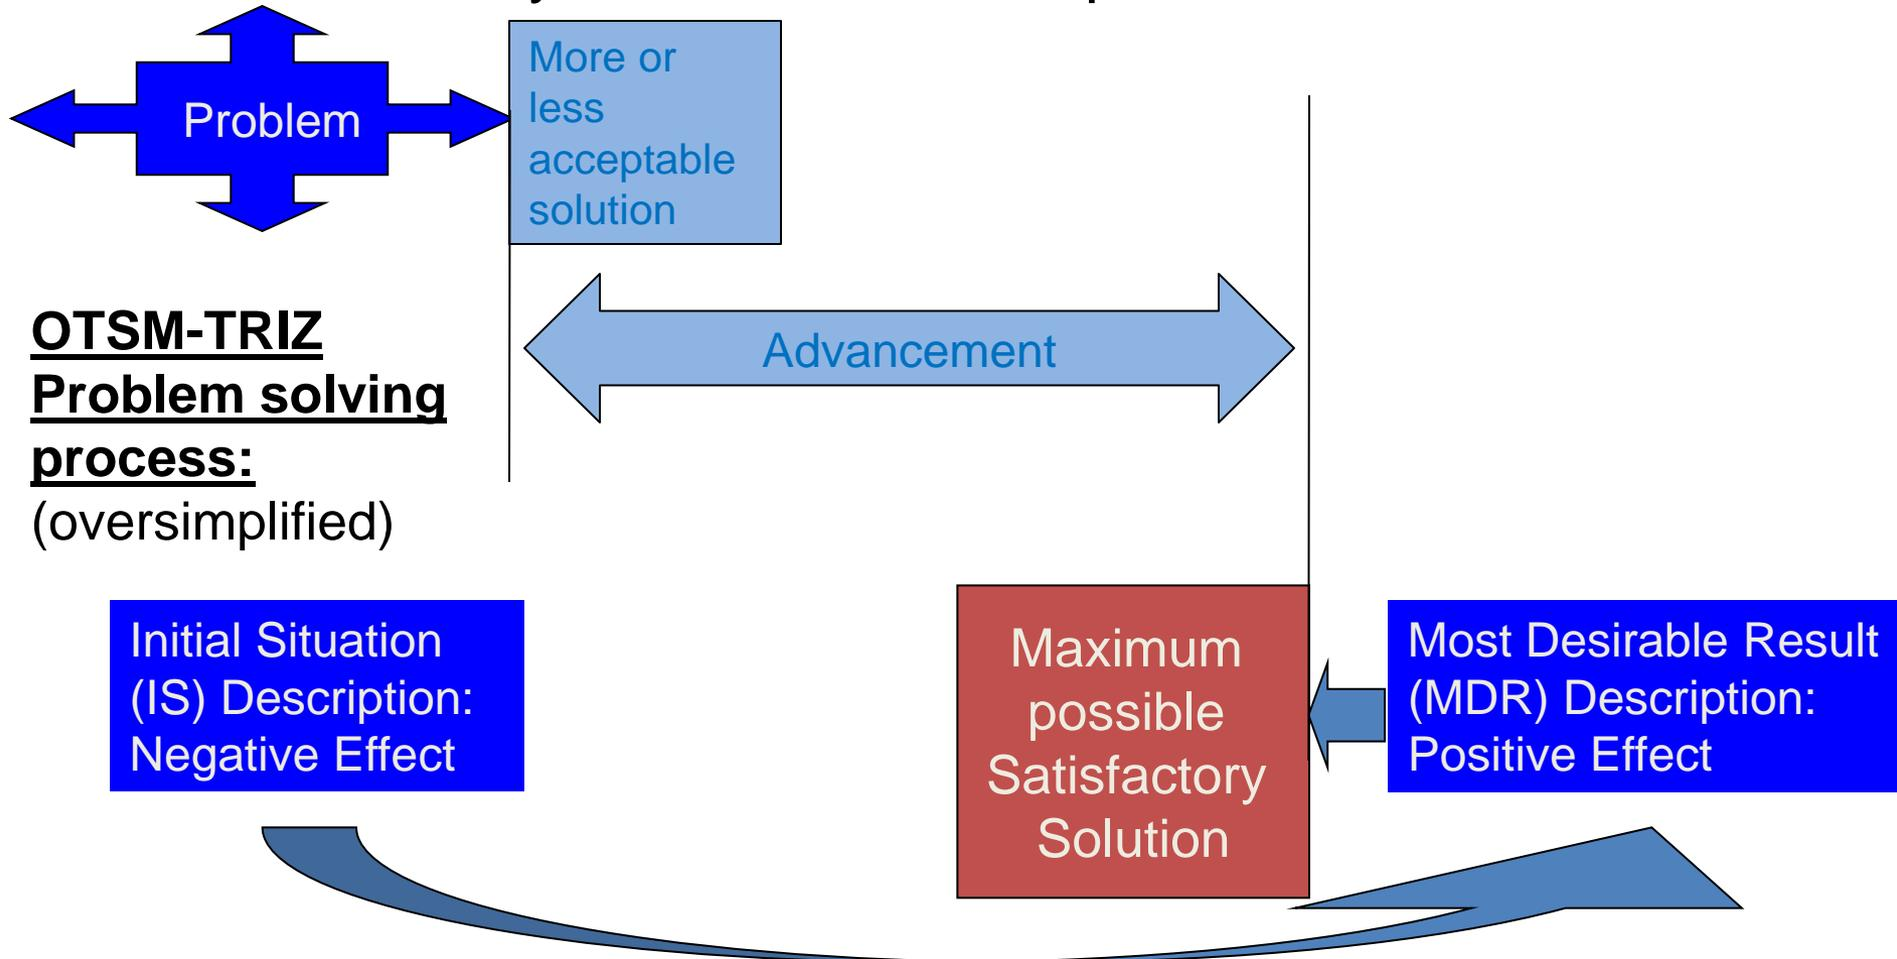 Problem
More or
less
acceptable
solution
OTSM-TRIZ
Problem solving
process:
(oversimplified)
Advancement
Initial Situation
(IS) Description:
Negative Effect
Maximum
possible
Satisfactory
Solution
Most Desirable Result
(MDR) Description:
Positive Effect